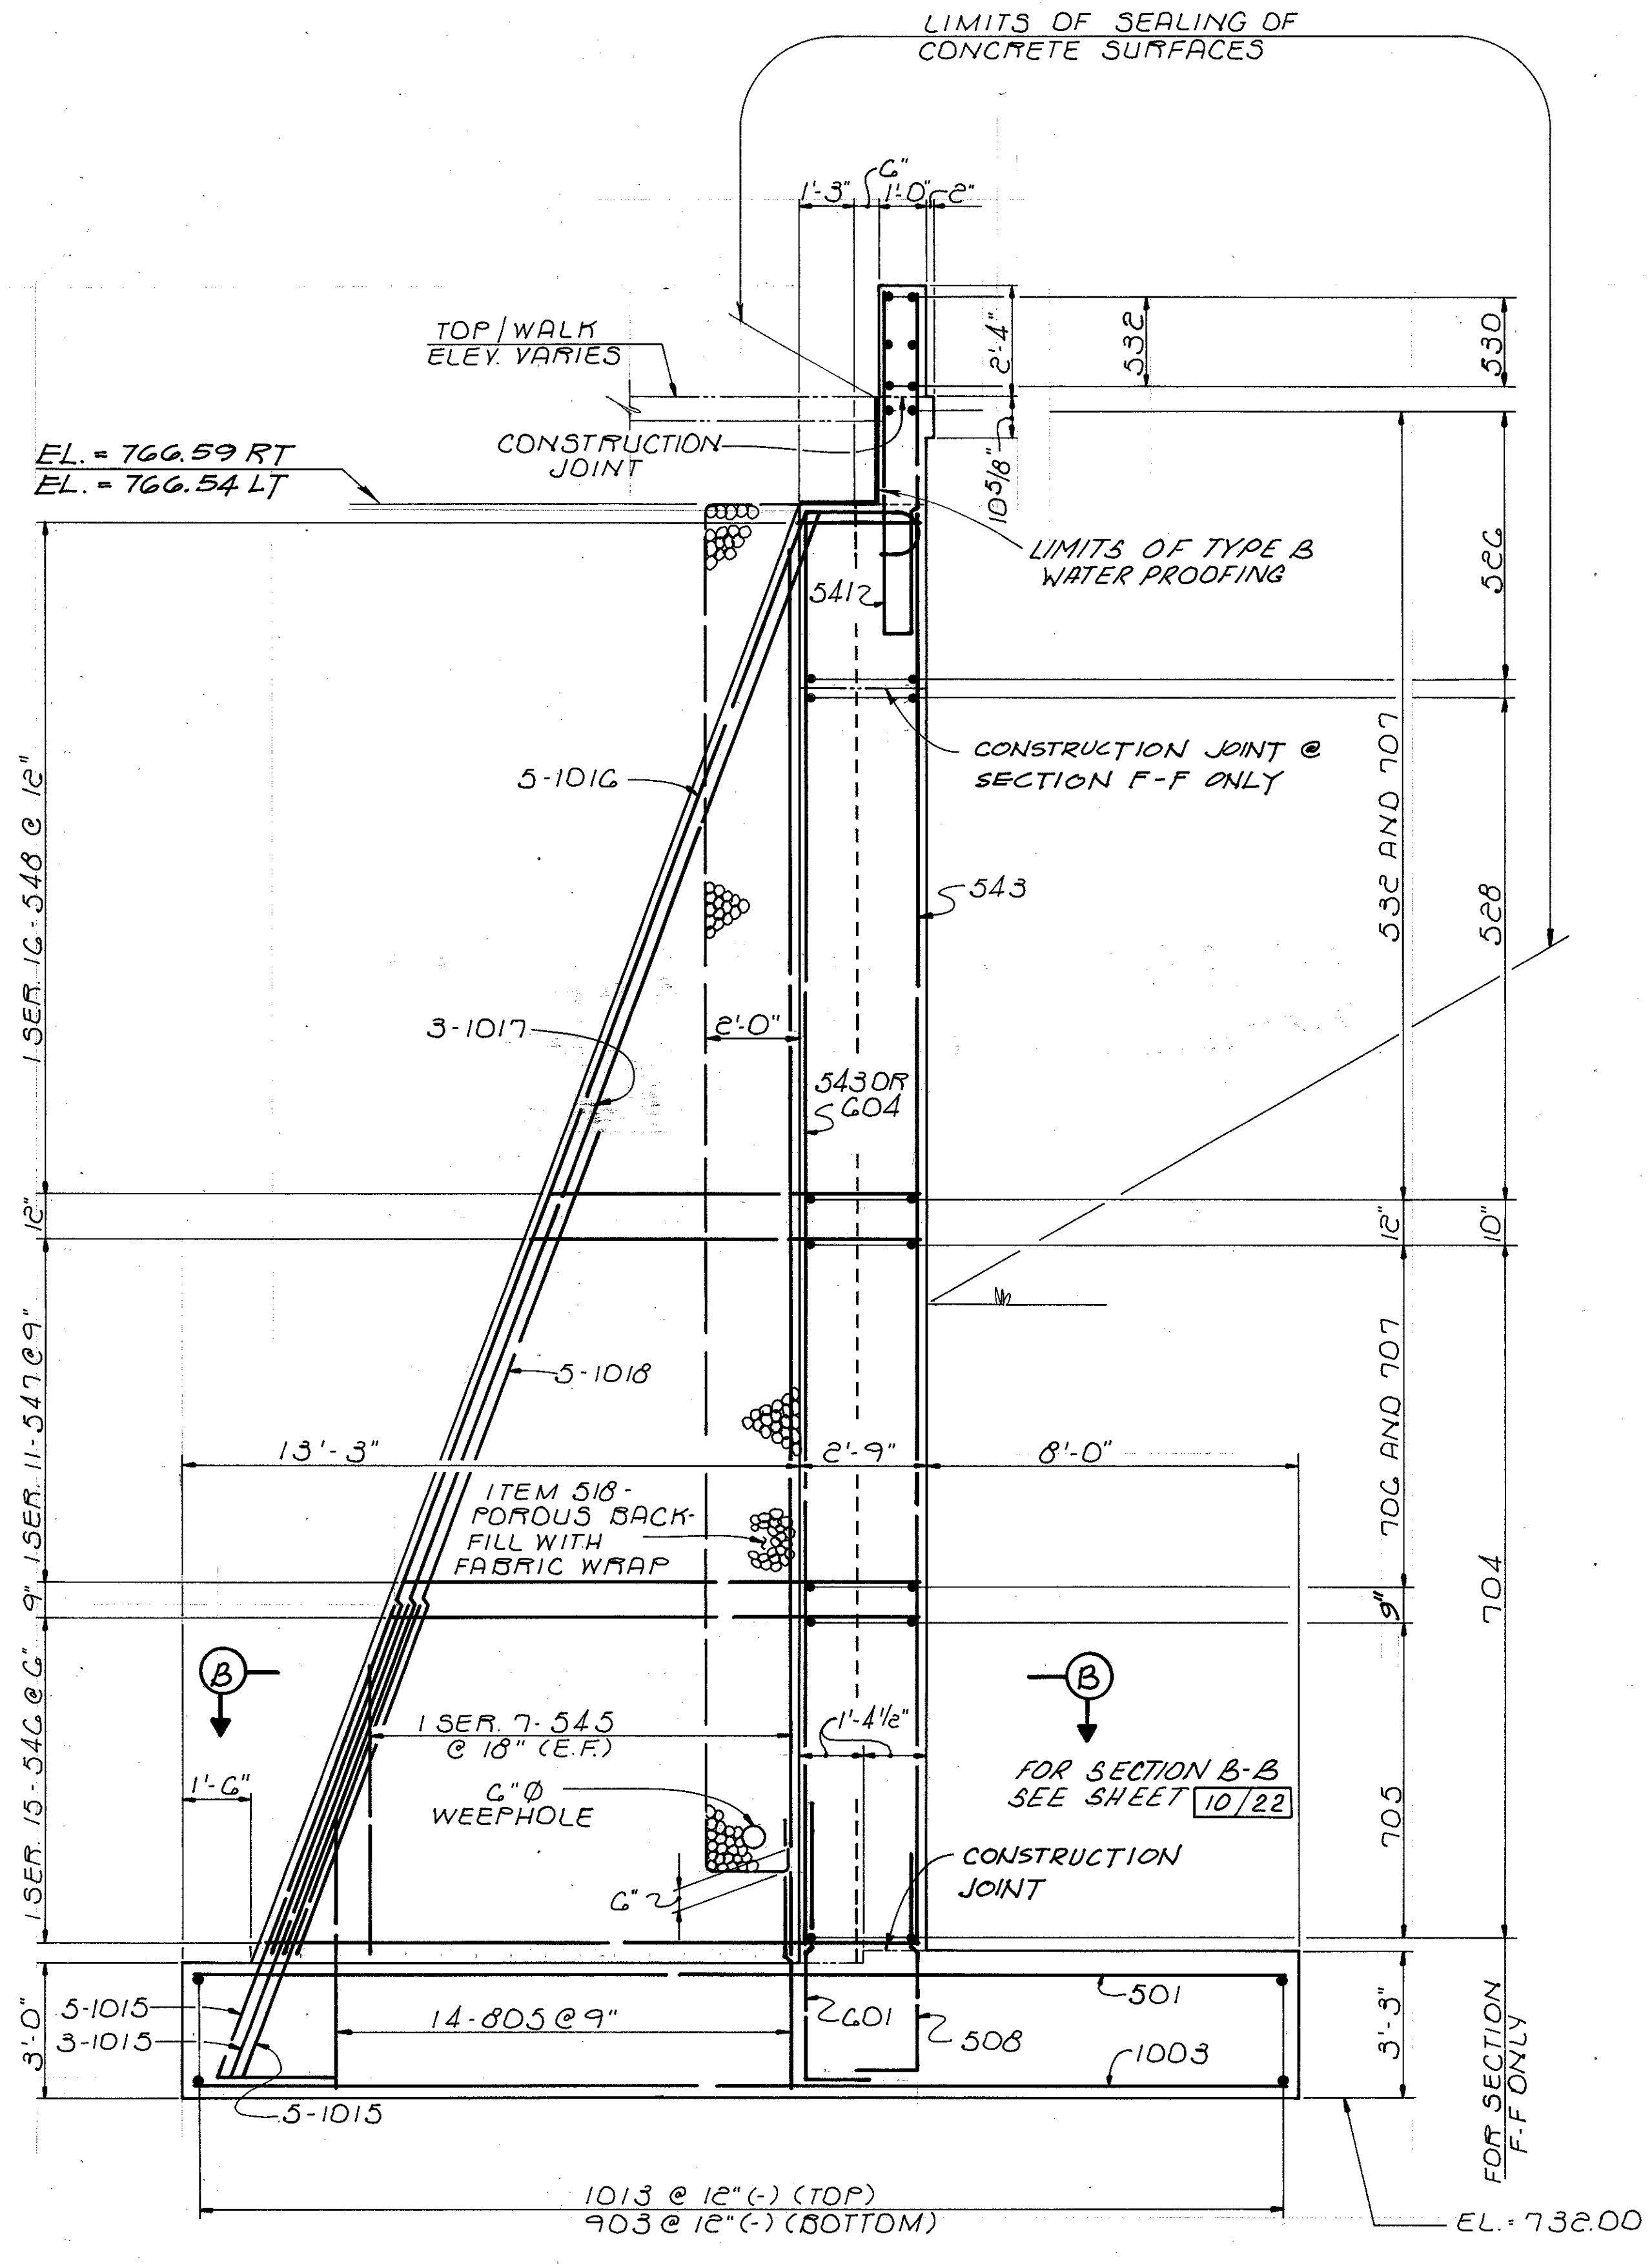 LIMITS OF SEALING OF
CONCRETE SURFACES
6"
1'-3"
1'-0"
2"
TOP/WALK
ELEV. VARIES
2'-4"
532
530
CONSTRUCTION
JOINT
10 5/8"
EL. = 766.59 RT
EL. = 766.54 LT
LIMITS OF TYPE B
WATER PROOFING
526
5412
CONSTRUCTION JOINT @
SECTION F-F ONLY
5-1016
1 SER. 16-548 @ 12"
532 AND 707
528
543
3-1017
2'-0"
543 OR
604
12"
12"
10"
5-1018
1 SER. 11-547 @ 9"
706 AND 707
13'-3"
2'-9"
8'-0"
ITEM 518 -
POROUS BACK-
FILL WITH
FABRIC WRAP
9"
9"
704
B
B
1 SER. 15-546 @ 6"
1 SER. 7-545
@ 18" (E.F.)
1'-4 1/2"
1'-6"
6" Ø
WEEPHOLE
FOR SECTION B-B
SEE SHEET 10/22
705
CONSTRUCTION
JOINT
6"
3'-0"
5-1015
3-1015
14-805 @ 9"
601
508
501
1003
3'-3"
5-1015
FOR SECTION
F-F ONLY
1013 @ 12" (-) (TOP)
903 @ 12" (-) (BOTTOM)
EL. = 732.00